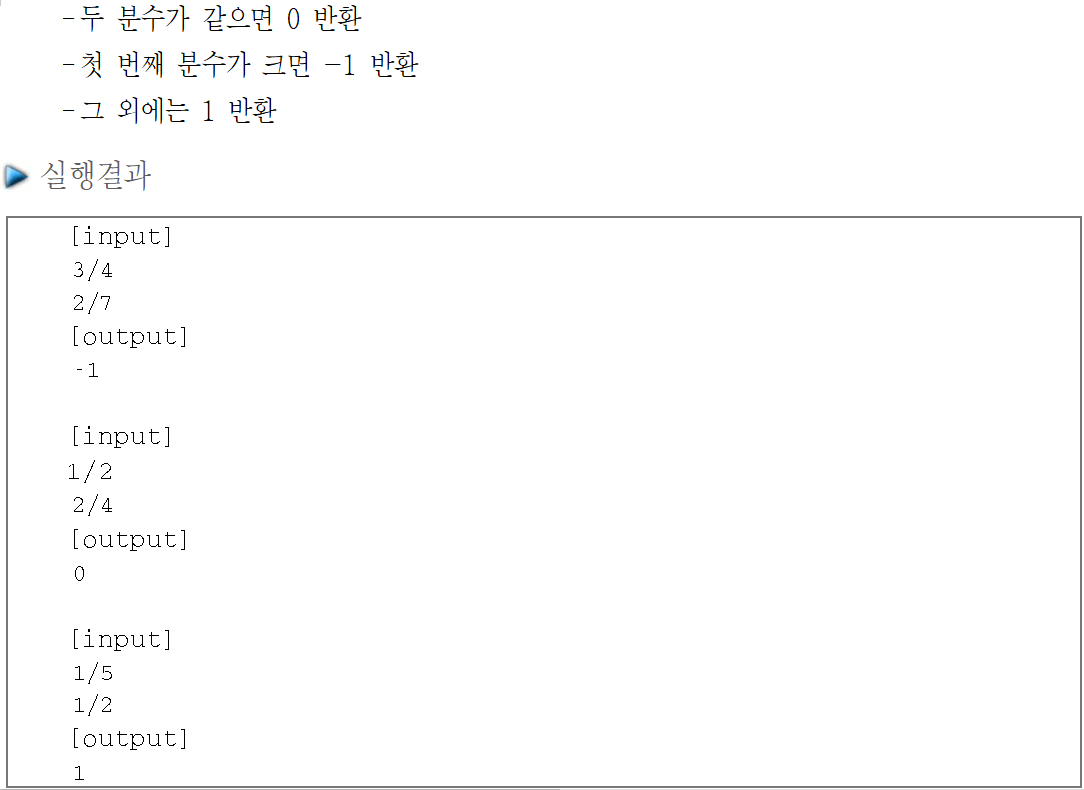 -두 분수가 같으면 0 반환
-첫 번째 분수가 크면 -1 반환
-그 외에는 1 반환
실행결과
[input]
3/4
2/7
[output]
-1
[input]
1/2
2/4
[output]
0
[input]
1/5
1/2
[output]
1